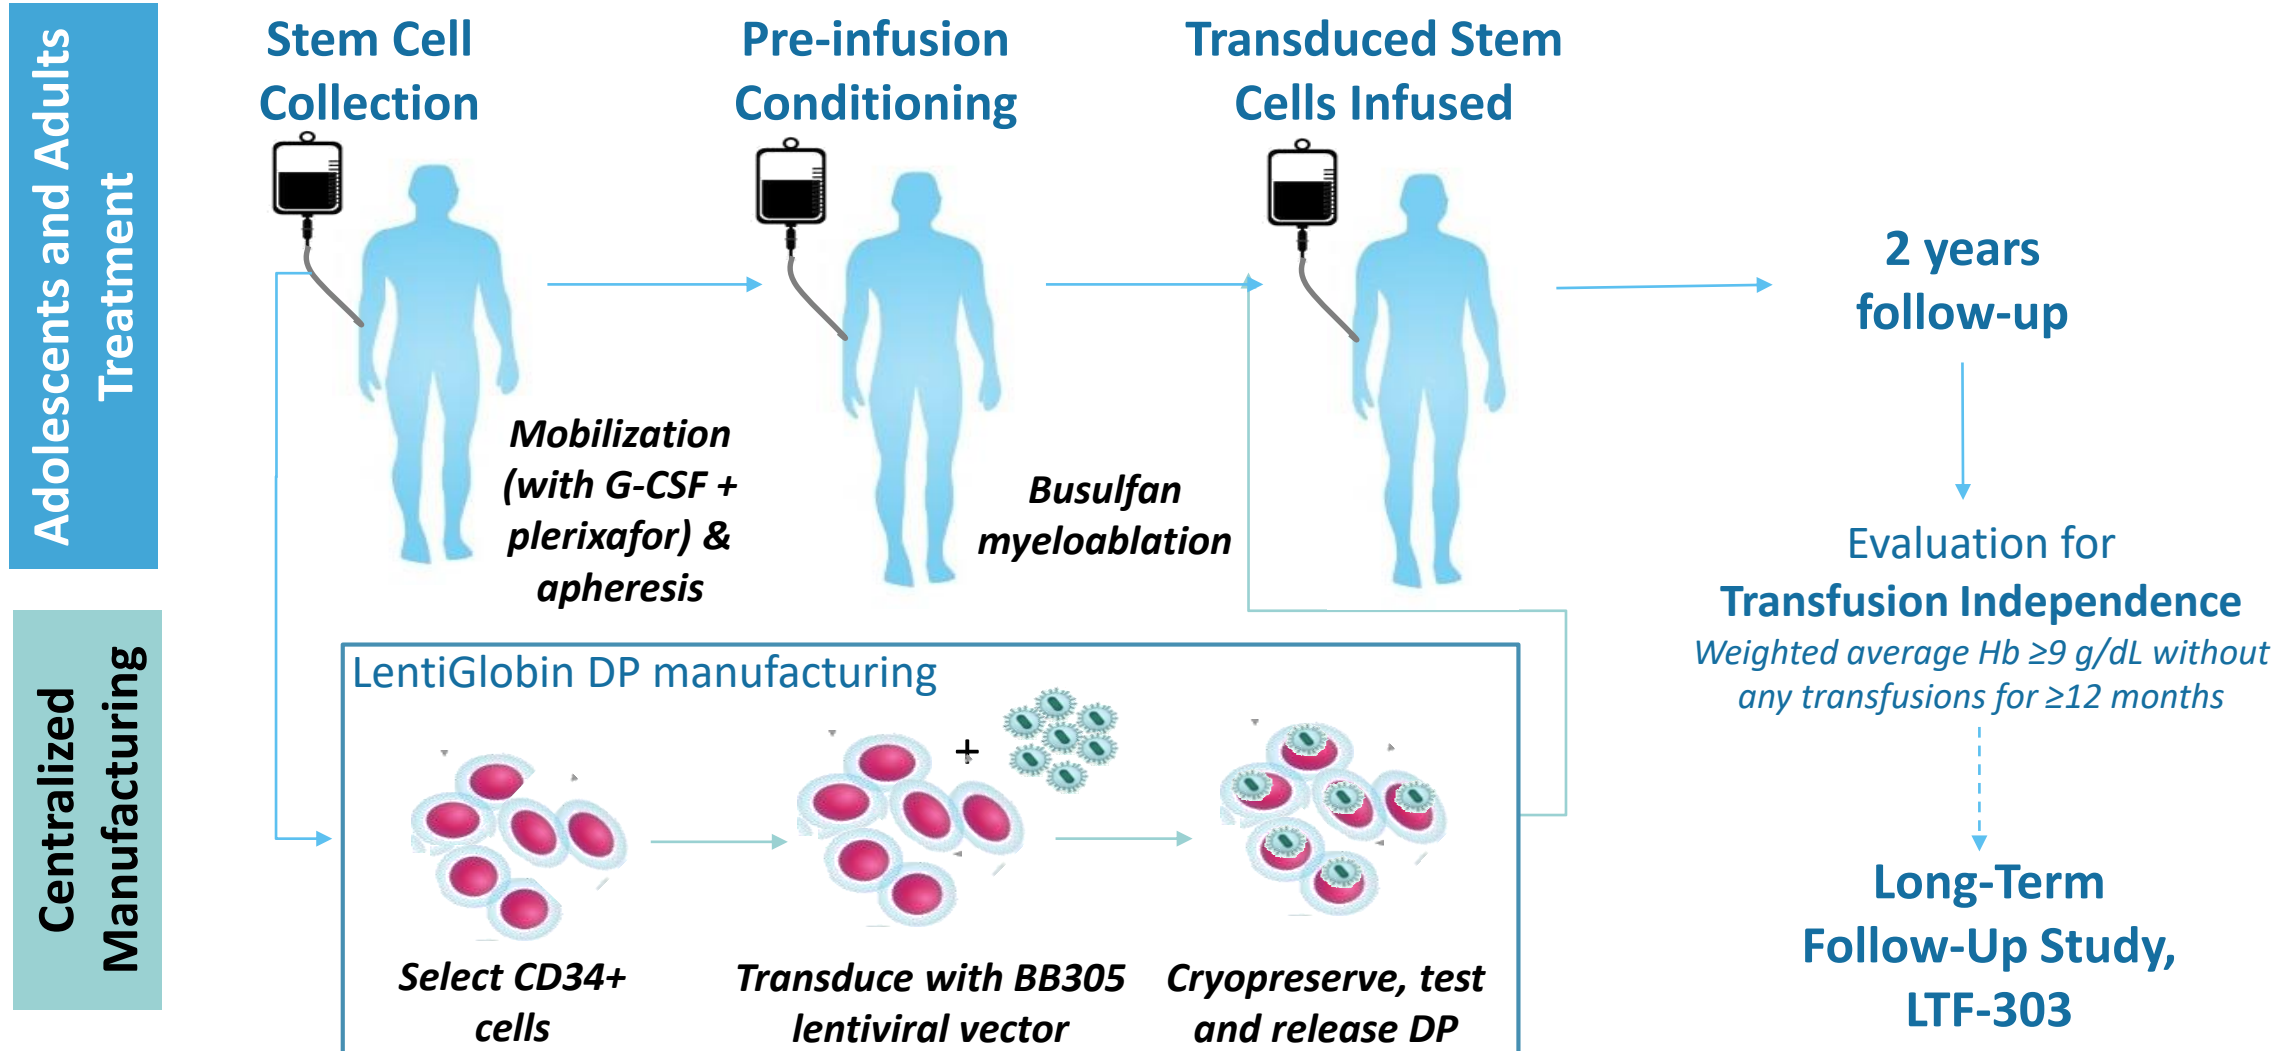 Adolescents and Adults
Treatment
Stem Cell
Collection
Pre-infusion
Conditioning
Transduced Stem
Cells Infused
2 years
follow-up
Mobilization
(with G-CSF +
plerixafor) &
apheresis
Busulfan
myeloablation
Evaluation for
Transfusion Independence
Weighted average Hb ≥9 g/dL without
any transfusions for ≥12 months
Long-Term
Follow-Up Study,
LTF-303
Centralized
Manufacturing
LentiGlobin DP manufacturing
+
Select CD34+
cells
Transduce with BB305
lentiviral vector
Cryopreserve, test
and release DP